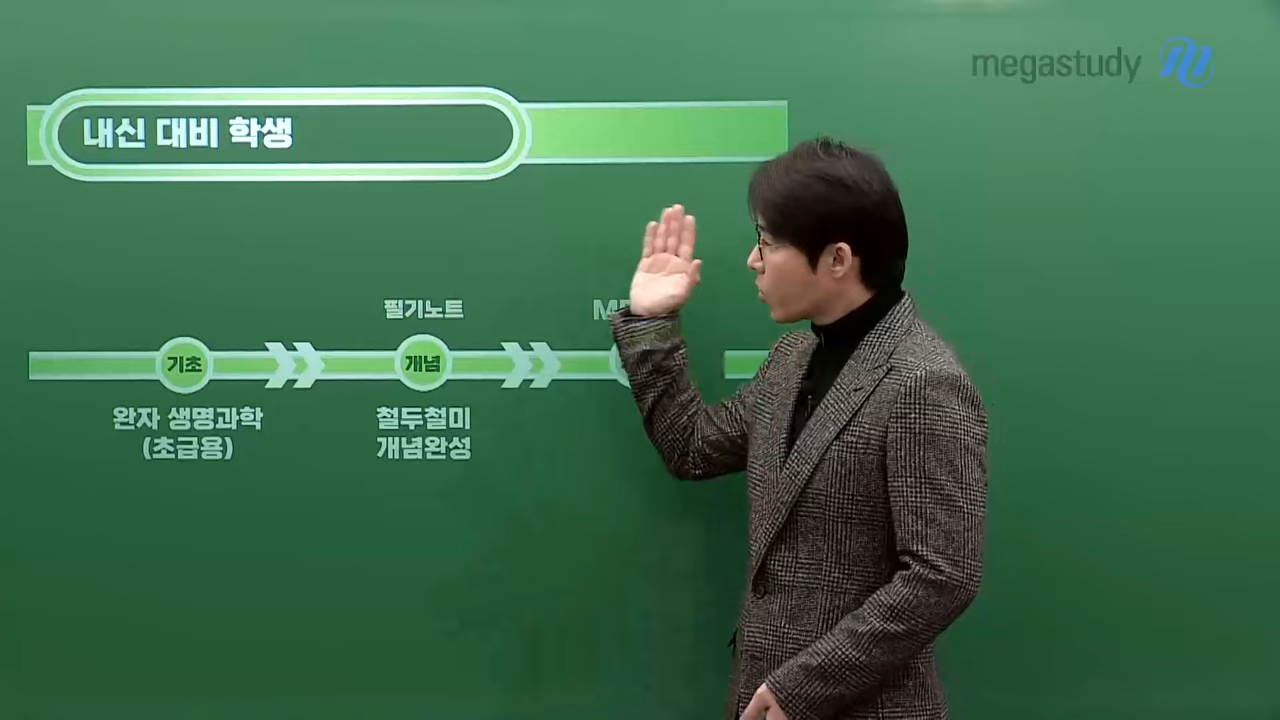 megastudy
내신 대비 학생
필기노트
기초
개념
완자 생명과학
(초급용)
철두철미
개념완성